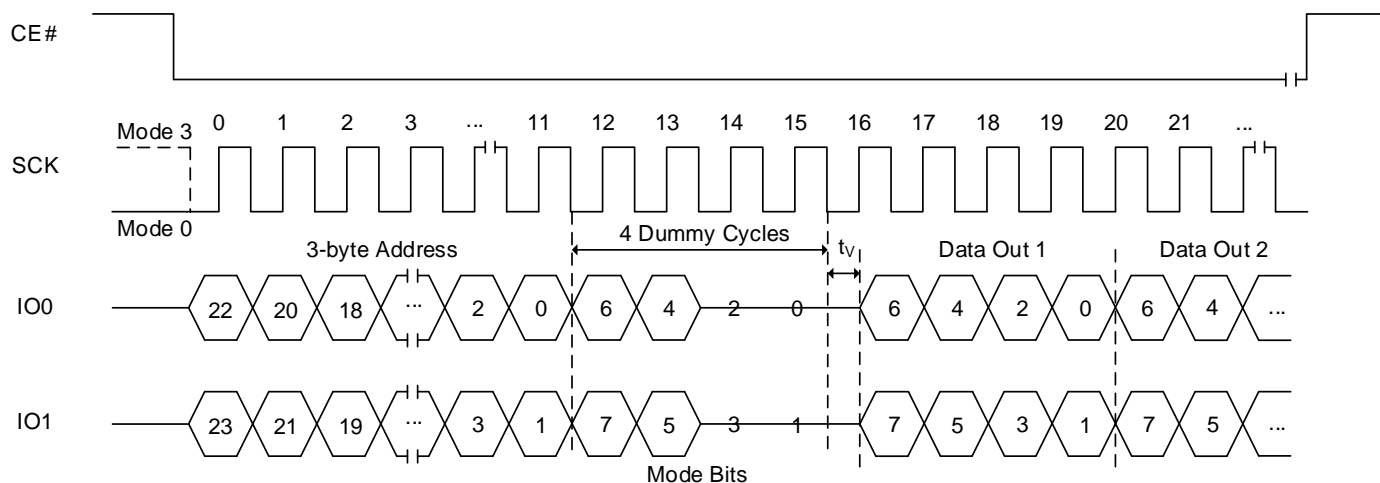 CE#
0 1 2 3 ... 11 12 13 14 15 16 17 18 19 20 21 ...
Mode 3
SCK
Mode 0
4 Dummy Cycles
3-byte Address tV Data Out 1 Data Out 2
IO0 22 20 18 ... 2 0 6 4 2 0 6 4 2 0 6 4 ...
IO1 23 21 19 ... 3 1 7 5 3 1 7 5 3 1 7 5 ...
Mode Bits